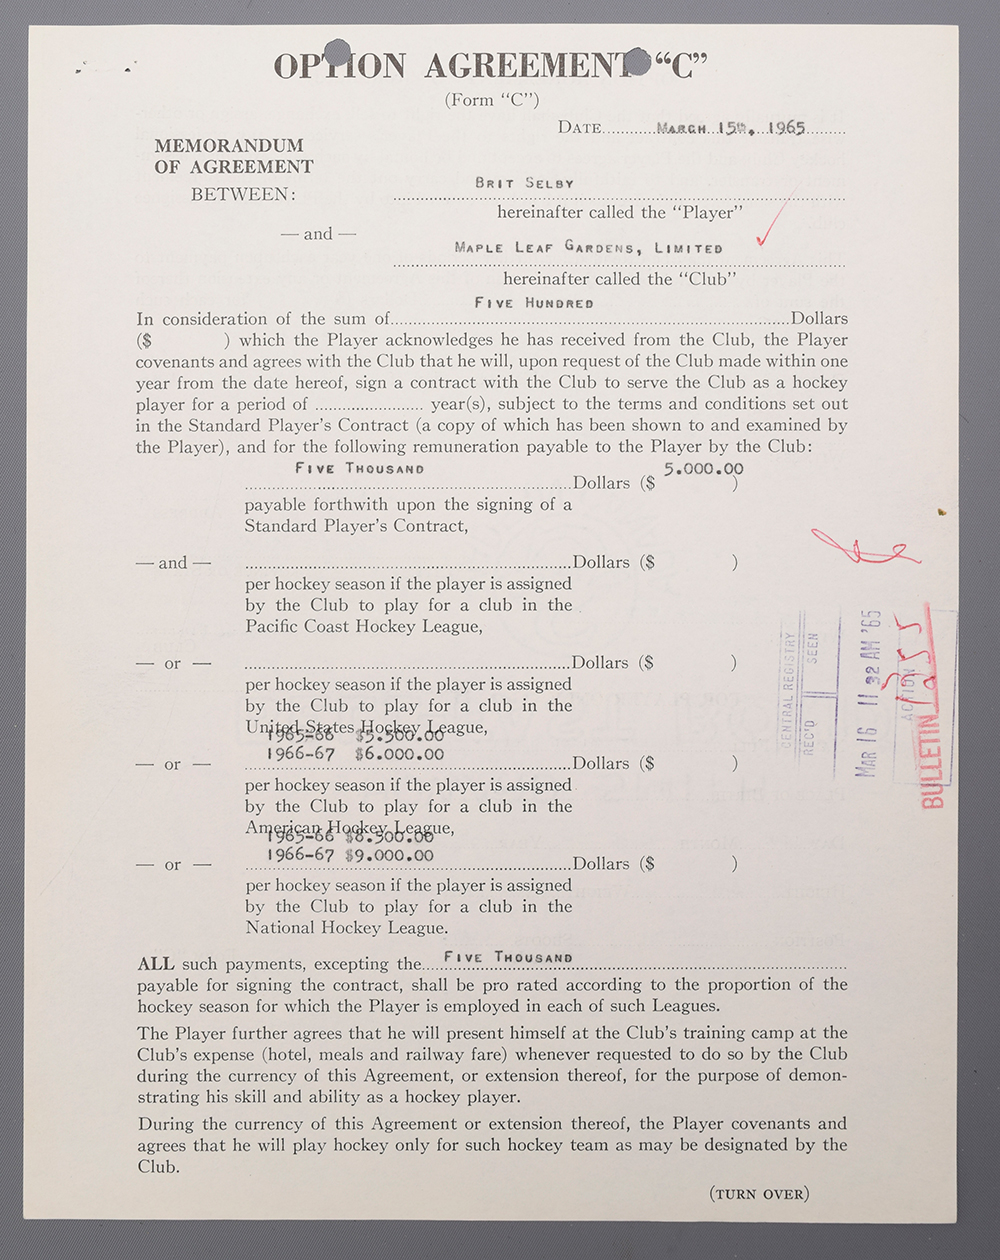 OPTION AGREEMENT "C"
(Form "C")
DATE............March 15th, 1965.........
MEMORANDUM
OF AGREEMENT
BETWEEN:
Brit Selby
hereinafter called the "Player"
— and —
Maple Leaf Gardens, Limited
hereinafter called the "Club"
Five Hundred
In consideration of the sum of............Dollars
($ ) which the Player acknowledges he has received from the Club, the Player
covenants and agrees with the Club that he will, upon request of the Club made within one
year from the date hereof, sign a contract with the Club to serve the Club as a hockey
player for a period of ........................ year(s), subject to the terms and conditions set out
in the Standard Player's Contract (a copy of which has been shown to and examined by
the Player), and for the following remuneration payable to the Player by the Club:
Five Thousand 5.000.00
............Dollars ($ )
payable forthwith upon the signing of a
Standard Player's Contract,
— and — ............Dollars ($ )
per hockey season if the player is assigned
by the Club to play for a club in the
Pacific Coast Hockey League,
— or — ............Dollars ($ )
per hockey season if the player is assigned
by the Club to play for a club in the
United States Hockey League,
1965-66 $5.500.00
1966-67 $6.000.00
— or — ............Dollars ($ )
per hockey season if the player is assigned
by the Club to play for a club in the
American Hockey League,
1965-66 $8.500.00
1966-67 $9.000.00
— or — ............Dollars ($ )
per hockey season if the player is assigned
by the Club to play for a club in the
National Hockey League.
ALL such payments, excepting the....Five Thousand............
payable for signing the contract, shall be pro rated according to the proportion of the
hockey season for which the Player is employed in each of such Leagues.
The Player further agrees that he will present himself at the Club's training camp at the
Club's expense (hotel, meals and railway fare) whenever requested to do so by the Club
during the currency of this Agreement, or extension thereof, for the purpose of demon-
strating his skill and ability as a hockey player.
During the currency of this Agreement or extension thereof, the Player covenants and
agrees that he will play hockey only for such hockey team as may be designated by the
Club.
(TURN OVER)
CENTRAL REGISTRY
REC'D SEEN
MAR 16 11 32 AM '65
ACTION
BULLETIN